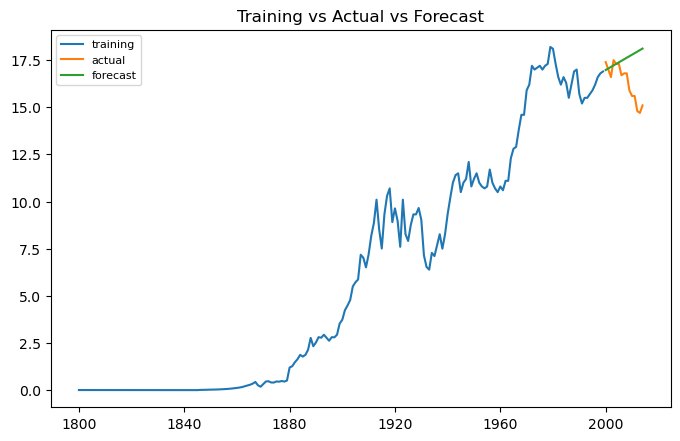 Training vs Actual vs Forecast
training
actual
forecast
17.5
15.0
12.5
10.0
7.5
5.0
2.5
0.0
1800 1840 1880 1920 1960 2000